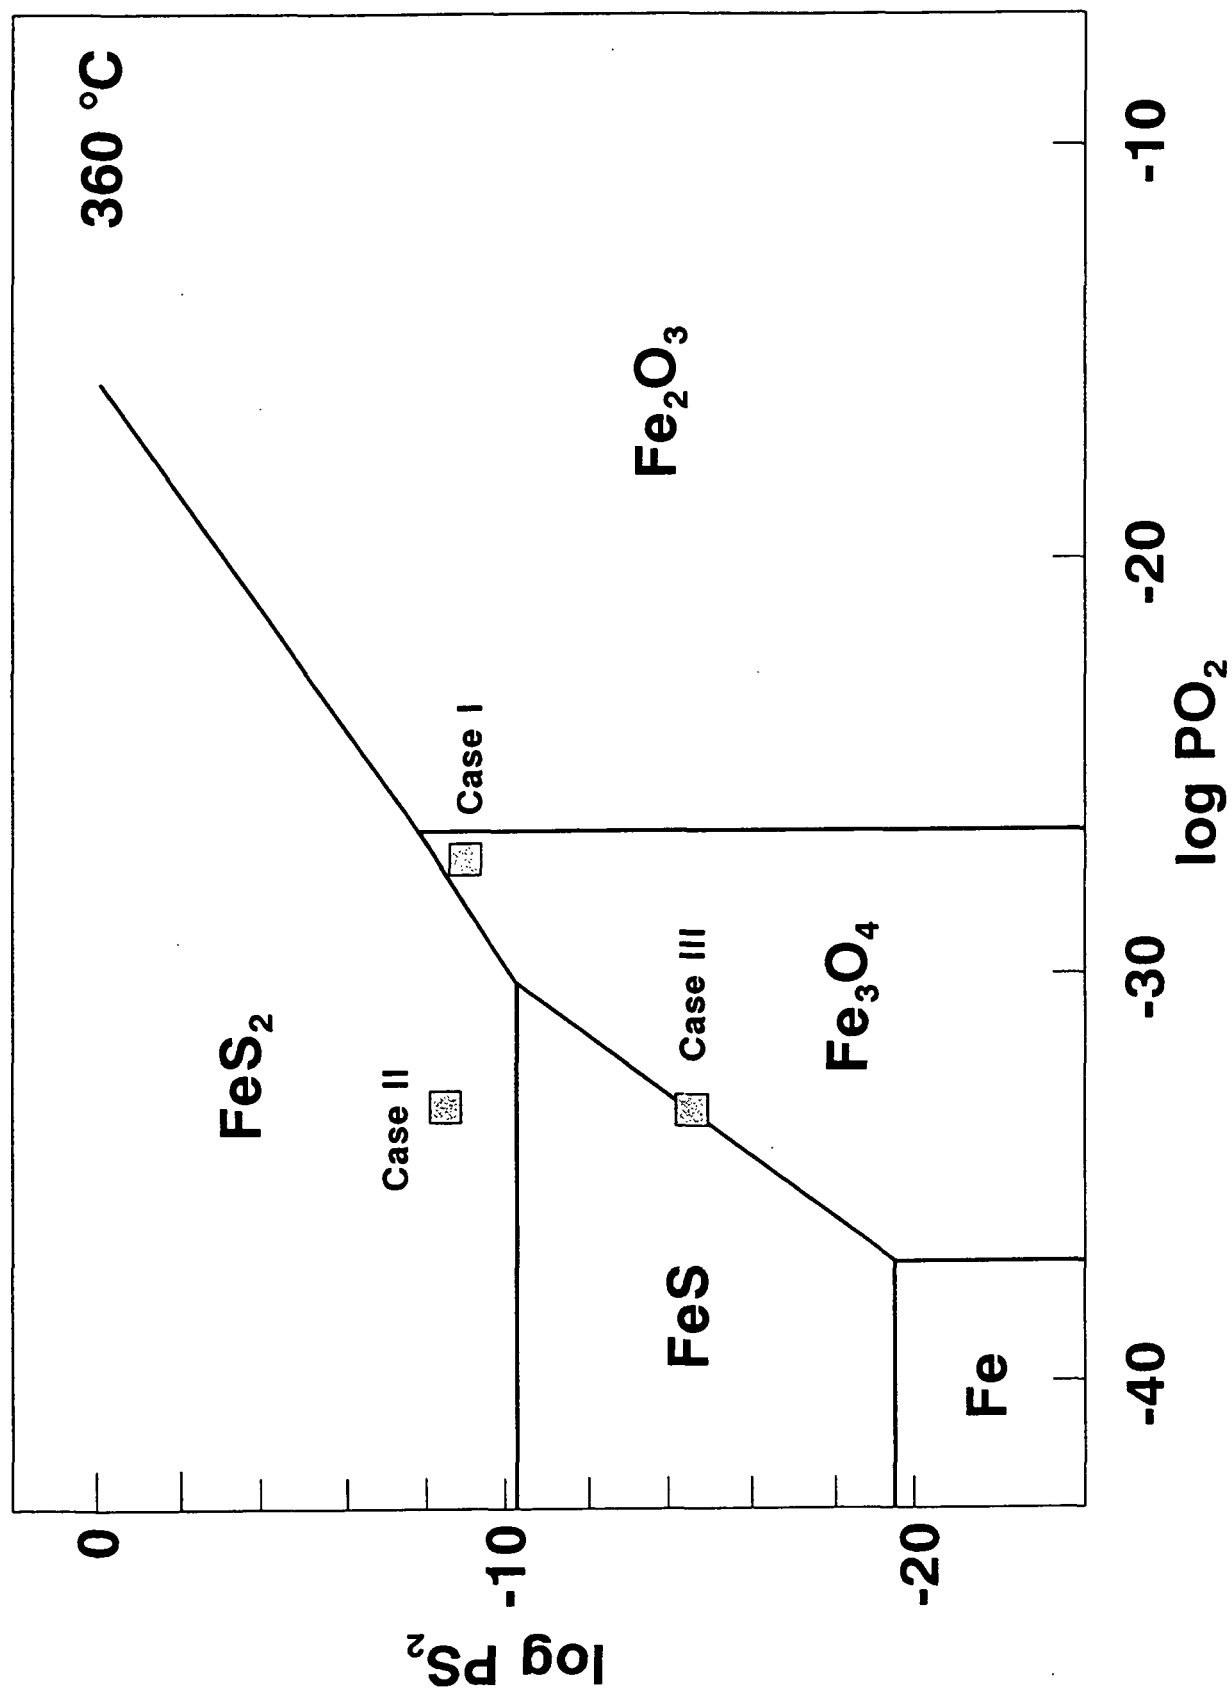 360 °C
FeS₂
Fe₂O₃
Case I
Case II
Case III
FeS
Fe₃O₄
Fe
0
-10
-20
log PS₂
-40
-30
-20
-10
log PO₂